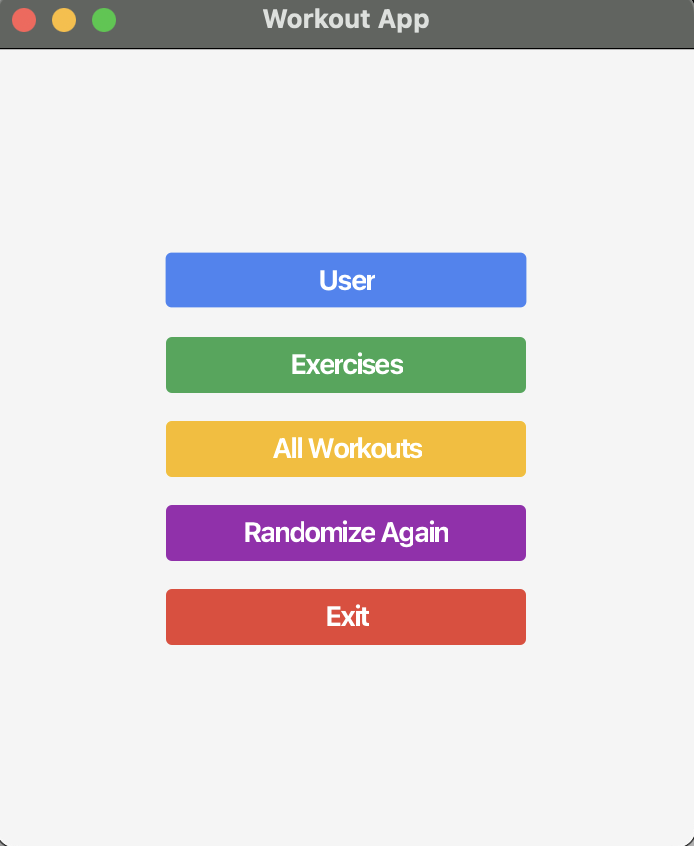 Workout App
User
Exercises
All Workouts
Randomize Again
Exit